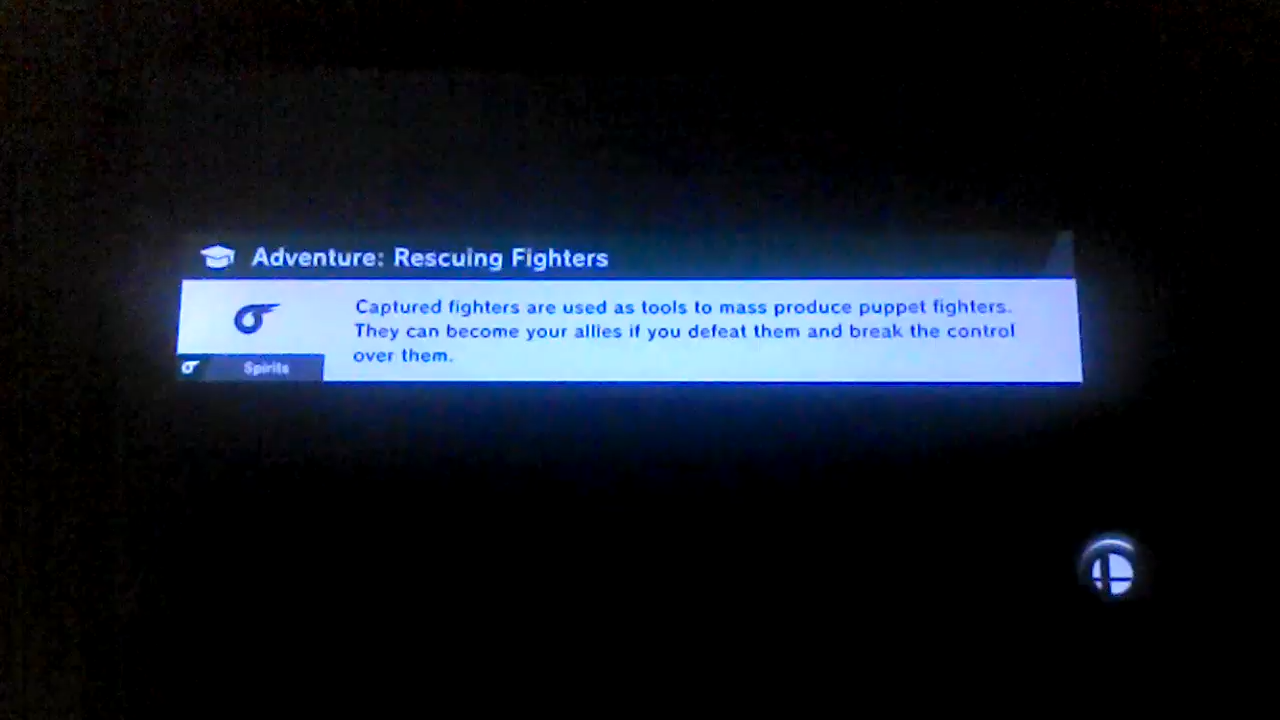 Adventure: Rescuing Fighters
Captured fighters are used as tools to mass produce puppet fighters.
They can become your allies if you defeat them and break the control
over them.
Spirits